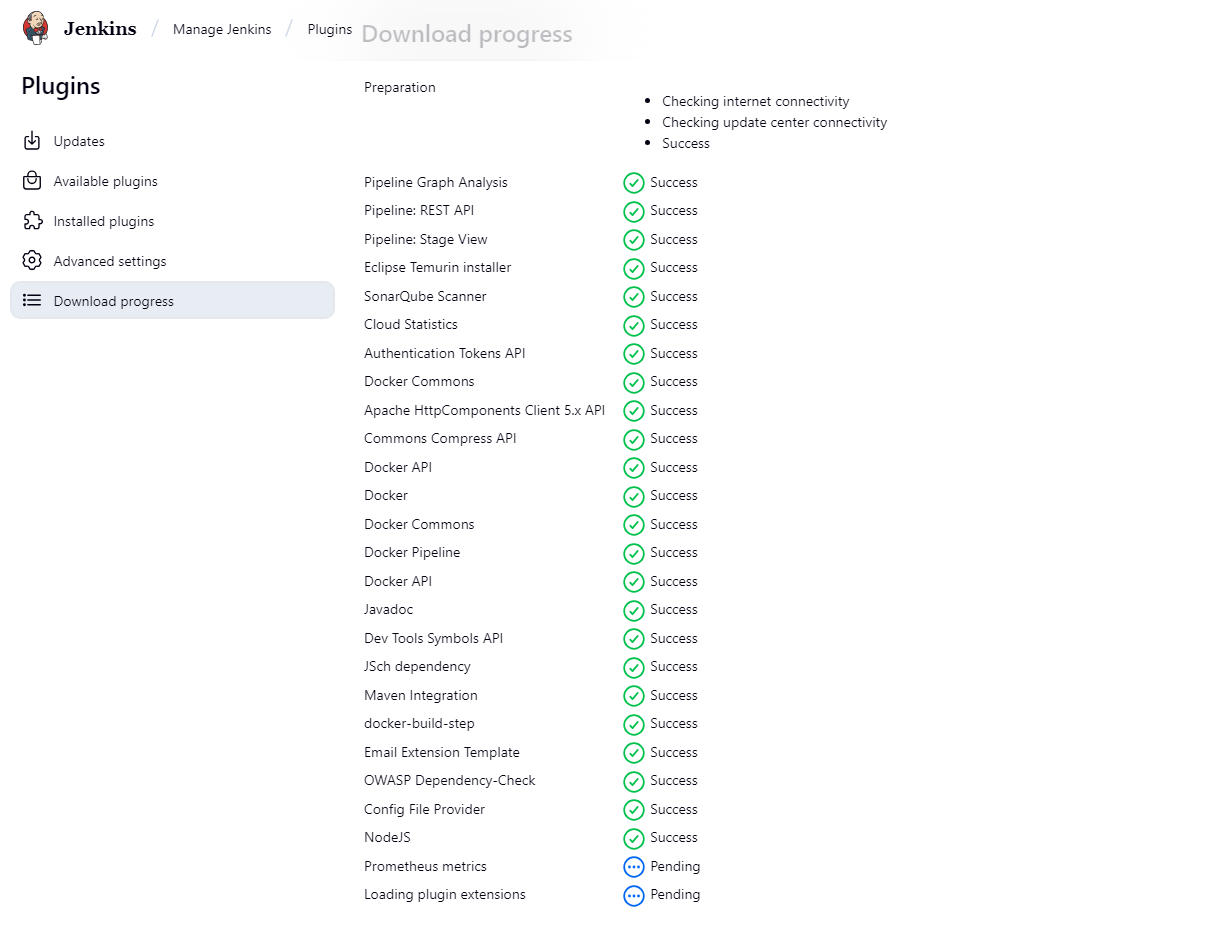 Jenkins / Manage Jenkins / Plugins
Download progress
Plugins
Updates
Available plugins
Installed plugins
Advanced settings
Download progress
Preparation
• Checking internet connectivity
• Checking update center connectivity
• Success
Pipeline Graph Analysis Success
Pipeline: REST API Success
Pipeline: Stage View Success
Eclipse Temurin installer Success
SonarQube Scanner Success
Cloud Statistics Success
Authentication Tokens API Success
Docker Commons Success
Apache HttpComponents Client 5.x API Success
Commons Compress API Success
Docker API Success
Docker Success
Docker Commons Success
Docker Pipeline Success
Docker API Success
Javadoc Success
Dev Tools Symbols API Success
JSch dependency Success
Maven Integration Success
docker-build-step Success
Email Extension Template Success
OWASP Dependency-Check Success
Config File Provider Success
NodeJS Success
Prometheus metrics Pending
Loading plugin extensions Pending